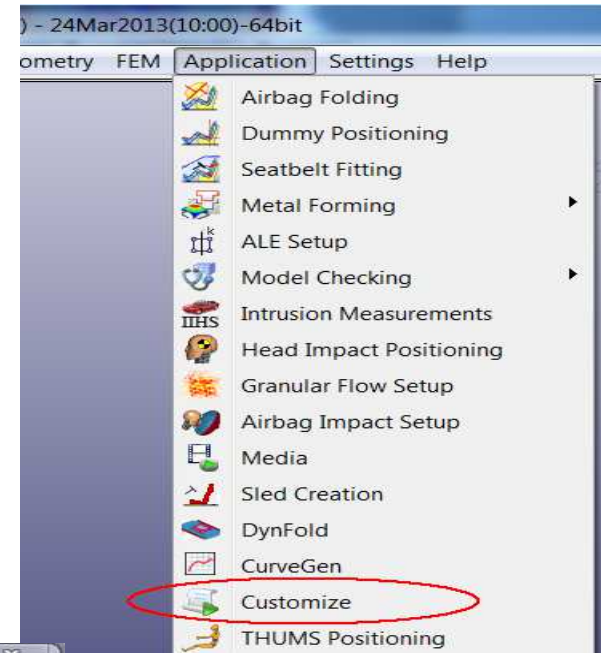 ) - 24Mar2013(10:00)-64bit
ometry FEM Application Settings Help
Airbag Folding
Dummy Positioning
Seatbelt Fitting
Metal Forming
k
ALE Setup
Model Checking
IIHS
Intrusion Measurements
Head Impact Positioning
Granular Flow Setup
Airbag Impact Setup
Media
Sled Creation
DynFold
CurveGen
Customize
THUMS Positioning